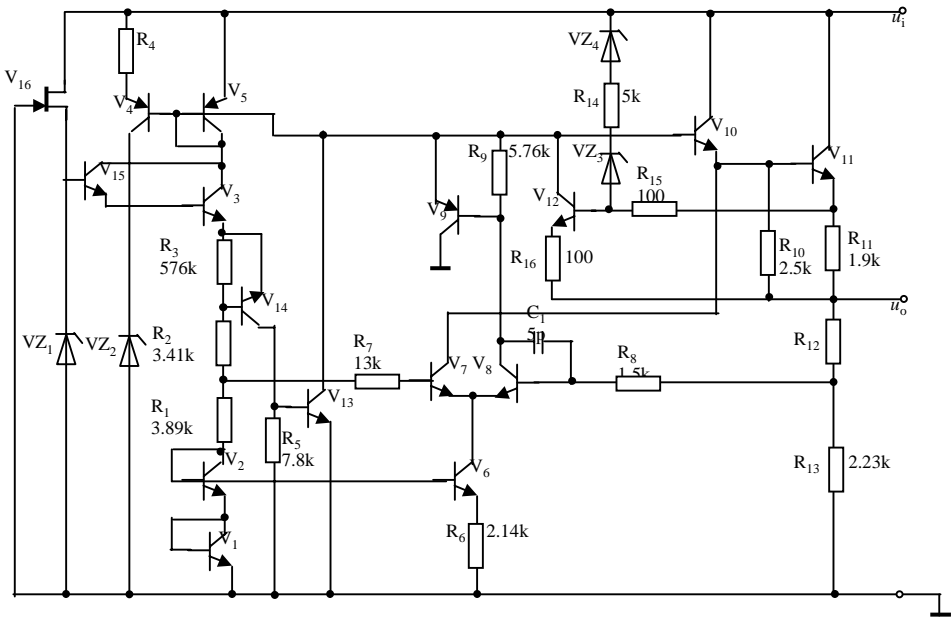 uᵢ
R₄
VZ₄
V₁₆
V₄
V₅
R₁₄ 5k
V₁₀
R₉ 5.76k
VZ₃
V₁₁
V₁₅
R₁₅
100
V₃
V₁₂
V₉
R₃
576k
R₁₆ 100
R₁₀
2.5k
R₁₁
1.9k
V₁₄
uₒ
C₁
5p
VZ₁
VZ₂
R₂
3.41k
R₇
13k
V₇
V₈
R₈
1.5k
R₁₂
V₁₃
R₁
3.89k
R₅
7.8k
V₂
V₆
R₁₃ 2.23k
R₆ 2.14k
V₁